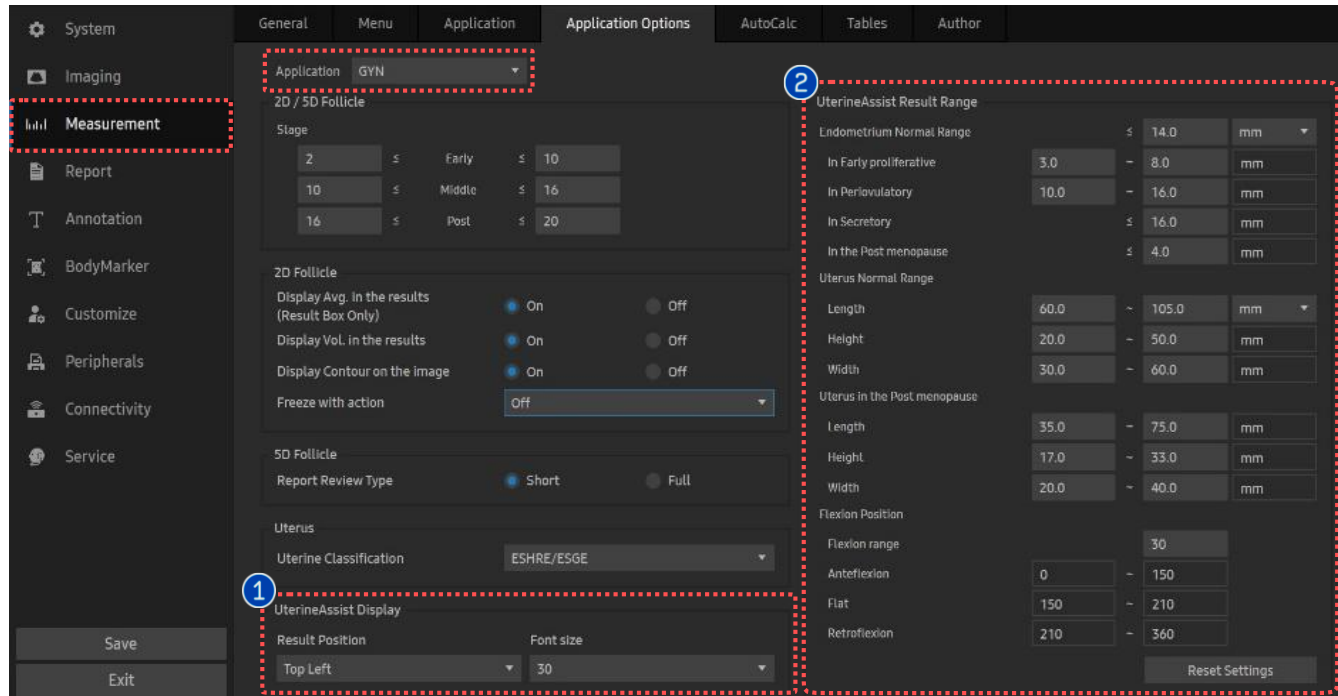 System
Imaging
Measurement
Report
Annotation
BodyMarker
Customize
Peripherals
Connectivity
Service
Save
Exit
General Menu Application Application Options AutoCalc Tables Author
Application GYN
2D / 5D Follicle
Stage
2 ≤ Early ≤ 10
10 ≤ Middle ≤ 16
16 ≤ Post ≤ 20
2D Follicle
Display Avg. in the results
(Result Box Only) On Off
Display Vol. in the results On Off
Display Contour on the image On Off
Freeze with action Off
5D Follicle
Report Review Type Short Full
Uterus
Uterine Classification ESHRE/ESGE
1
UterineAssist Display
Result Position Font size
Top Left 30
2
UterineAssist Result Range
Endometrium Normal Range ≤ 14.0 mm
In Early proliferative 3.0 ~ 8.0 mm
In Periovulatory 10.0 ~ 16.0 mm
In Secretory ≤ 16.0 mm
In the Post menopause ≤ 4.0 mm
Uterus Normal Range
Length 60.0 ~ 105.0 mm
Height 20.0 ~ 50.0 mm
Width 30.0 ~ 60.0 mm
Uterus in the Post menopause
Length 35.0 ~ 75.0 mm
Height 17.0 ~ 33.0 mm
Width 20.0 ~ 40.0 mm
Flexion Position
Flexion range 30
Anteflexion 0 ~ 150
Flat 150 ~ 210
Retroflexion 210 ~ 360
Reset Settings